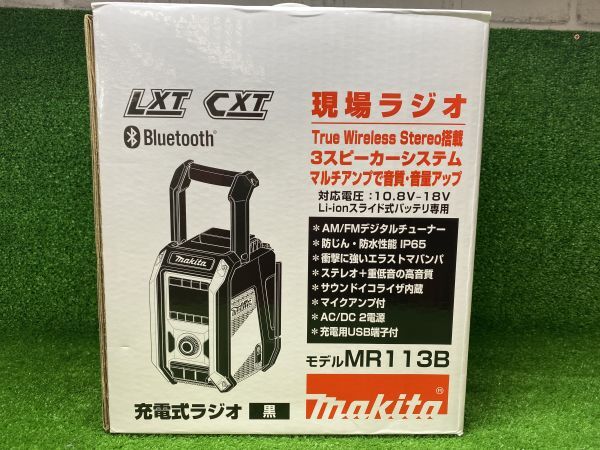 LXT CXT
Bluetooth®
makita
充電式ラジオ 黒
現場ラジオ
True Wireless Stereo搭載
3スピーカーシステム
マルチアンプで音質・音量アップ
対応電圧：10.8V-18V
Li-ionスライド式バッテリ専用
＊AM/FMデジタルチューナー
＊防じん・防水性能 IP65
＊衝撃に強いエラストマバンパ
＊ステレオ+重低音の高音質
＊サウンドイコライザ内蔵
＊マイクアンプ付
＊AC/DC 2電源
＊充電用USB端子付
モデルMR113B
makita®